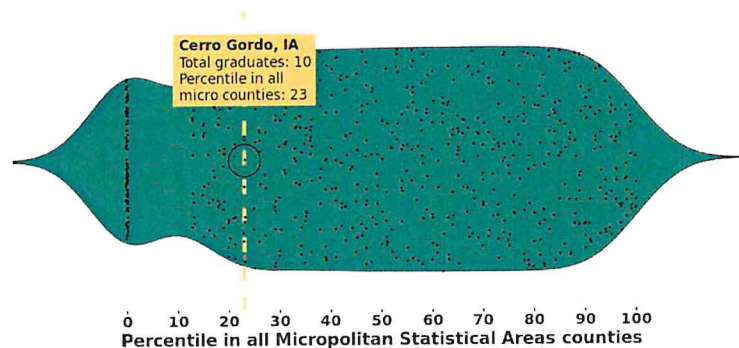 Cerro Gordo, IA
Total graduates: 10
Percentile in all
micro counties: 23
0 10 20 30 40 50 60 70 80 90 100
Percentile in all Micropolitan Statistical Areas counties